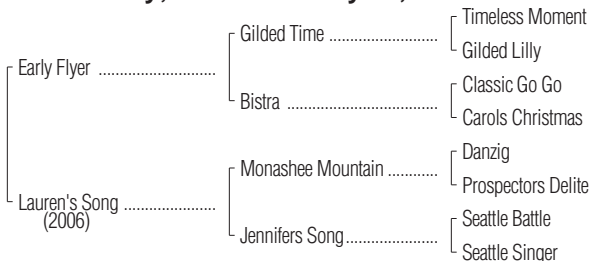 Timeless Moment
Gilded Time
Gilded Lilly
Early Flyer
Classic Go Go
Bistra
Carols Christmas
Danzig
Monashee Mountain
Prospectors Delite
Lauren's Song
(2006)
Seattle Battle
Jennifers Song
Seattle Singer